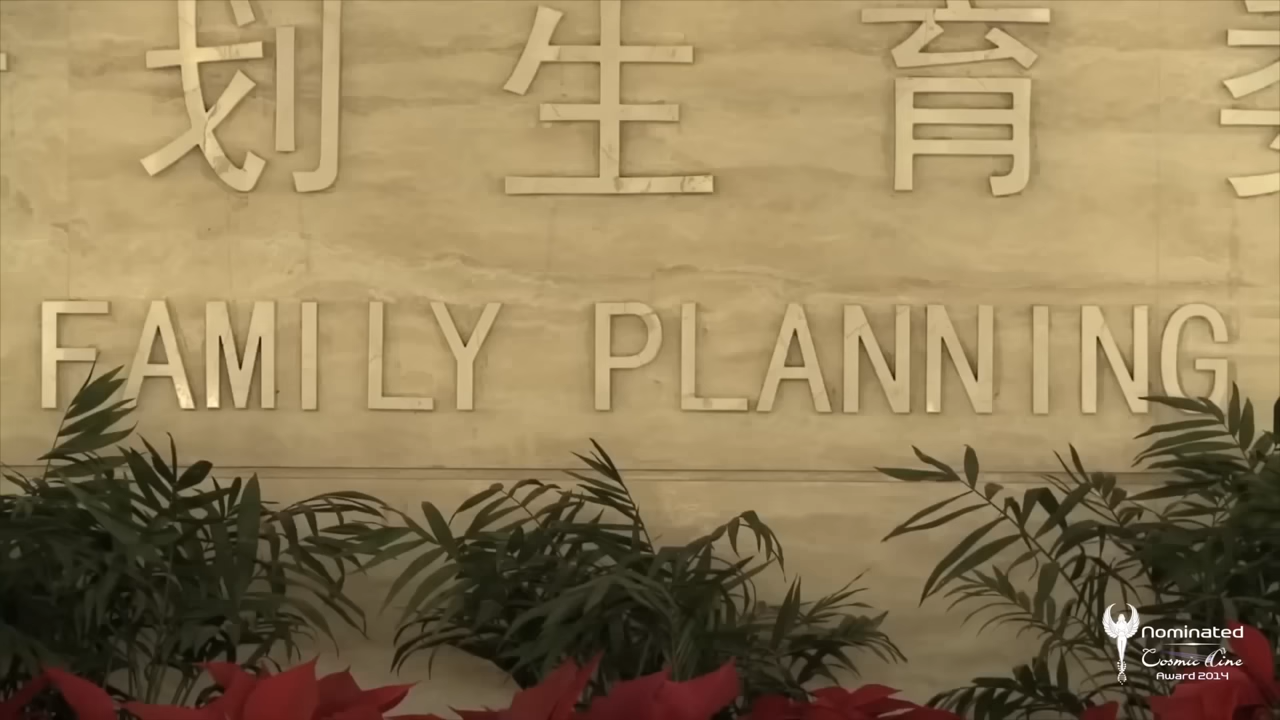 划生育
FAMILY PLANNING
Nominated
Cosmic Cine
Award 2014